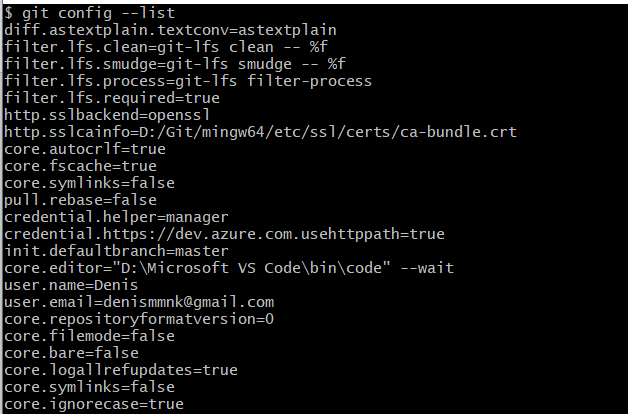 $ git config --list
diff.astextplain.textconv=astextplain
filter.lfs.clean=git-lfs clean -- %f
filter.lfs.smudge=git-lfs smudge -- %f
filter.lfs.process=git-lfs filter-process
filter.lfs.required=true
http.sslbackend=openssl
http.sslcainfo=D:/Git/mingw64/etc/ssl/certs/ca-bundle.crt
core.autocrlf=true
core.fscache=true
core.symlinks=false
pull.rebase=false
credential.helper=manager
credential.https://dev.azure.com.usehttppath=true
init.defaultbranch=master
core.editor="D:\Microsoft VS Code\bin\code" --wait
user.name=Denis
user.email=denismmnk@gmail.com
core.repositoryformatversion=0
core.filemode=false
core.bare=false
core.logallrefupdates=true
core.symlinks=false
core.ignorecase=true